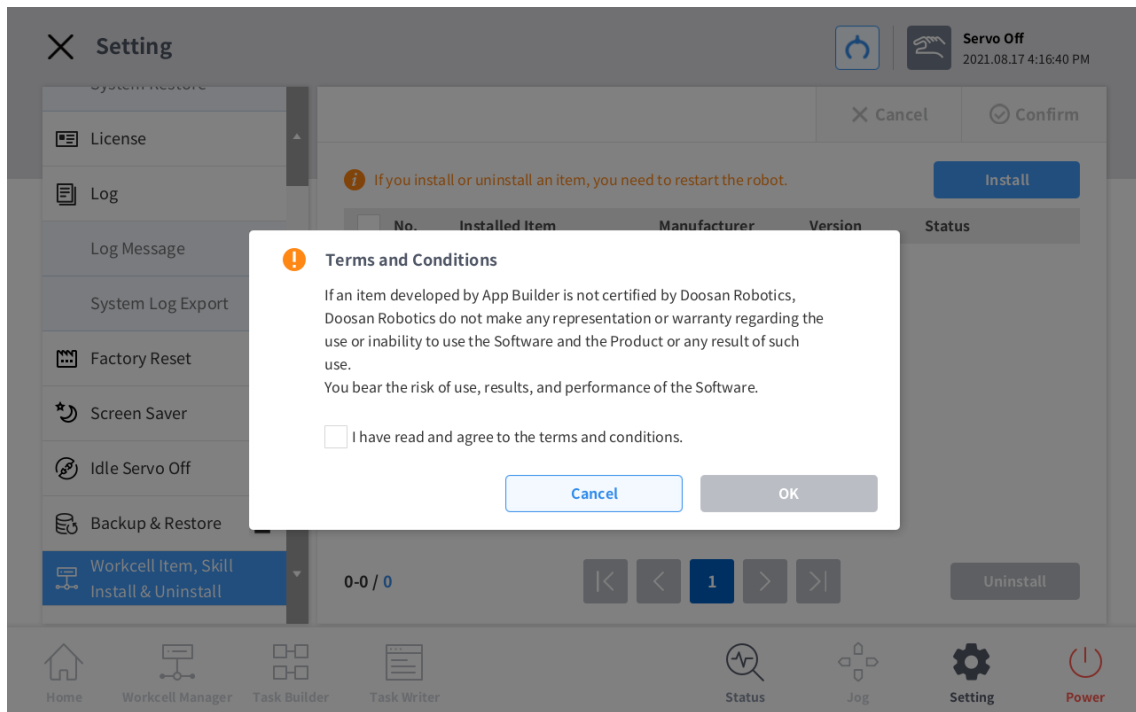 Setting
Servo Off
2021.08.17 4:16:40 PM
System Restore
License
Log
Log Message
System Log Export
Factory Reset
Screen Saver
Idle Servo Off
Backup & Restore
Workcell Item, Skill
Install & Uninstall
Cancel
Confirm
If you install or uninstall an item, you need to restart the robot.
Install
No. Installed Item Manufacturer Version Status
Terms and Conditions
If an item developed by App Builder is not certified by Doosan Robotics,
Doosan Robotics do not make any representation or warranty regarding the
use or inability to use the Software and the Product or any result of such
use.
You bear the risk of use, results, and performance of the Software.
I have read and agree to the terms and conditions.
Cancel
OK
0-0 / 0
1
Uninstall
Home
Workcell Manager
Task Builder
Task Writer
Status
Jog
Setting
Power